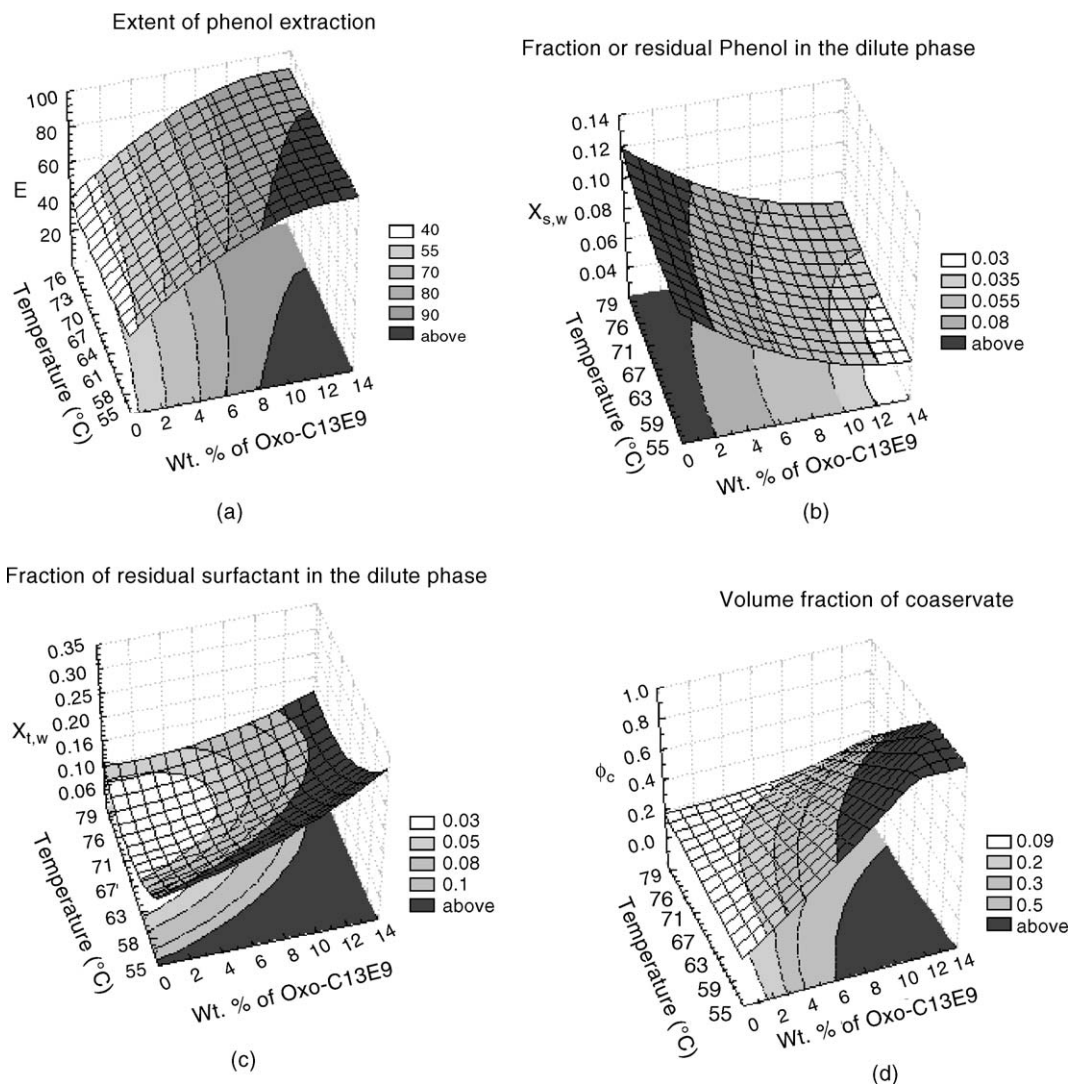 Extent of phenol extraction
100
80
60
40
20
E
76
73
70
67
64
61
58
55
Temperature (°C)
0 2 4 6 8 10 12 14
Wt. % of Oxo-C13E9
40
55
70
80
90
above
(a)
Fraction or residual Phenol in the dilute phase
0.14
0.12
0.10
0.08
0.06
0.04
Xs,w
79
76
71
67
63
59
55
Temperature (°C)
0 2 4 6 8 10 12 14
Wt. % of Oxo-C13E9
0.03
0.035
0.055
0.08
above
(b)
Fraction of residual surfactant in the dilute phase
0.35
0.30
0.25
0.20
0.16
0.10
0.06
Xt,w
79
76
71
67
63
58
55
Temperature (°C)
0 2 4 6 8 10 12 14
Wt. % of Oxo-C13E9
0.03
0.05
0.08
0.1
above
(c)
Volume fraction of coaservate
1.0
0.8
0.6
0.4
0.2
0.0
ϕc
79
76
71
67
63
59
55
Temperature (°C)
0 2 4 6 8 10 12 14
Wt. % of Oxo-C13E9
0.09
0.2
0.3
0.5
above
(d)